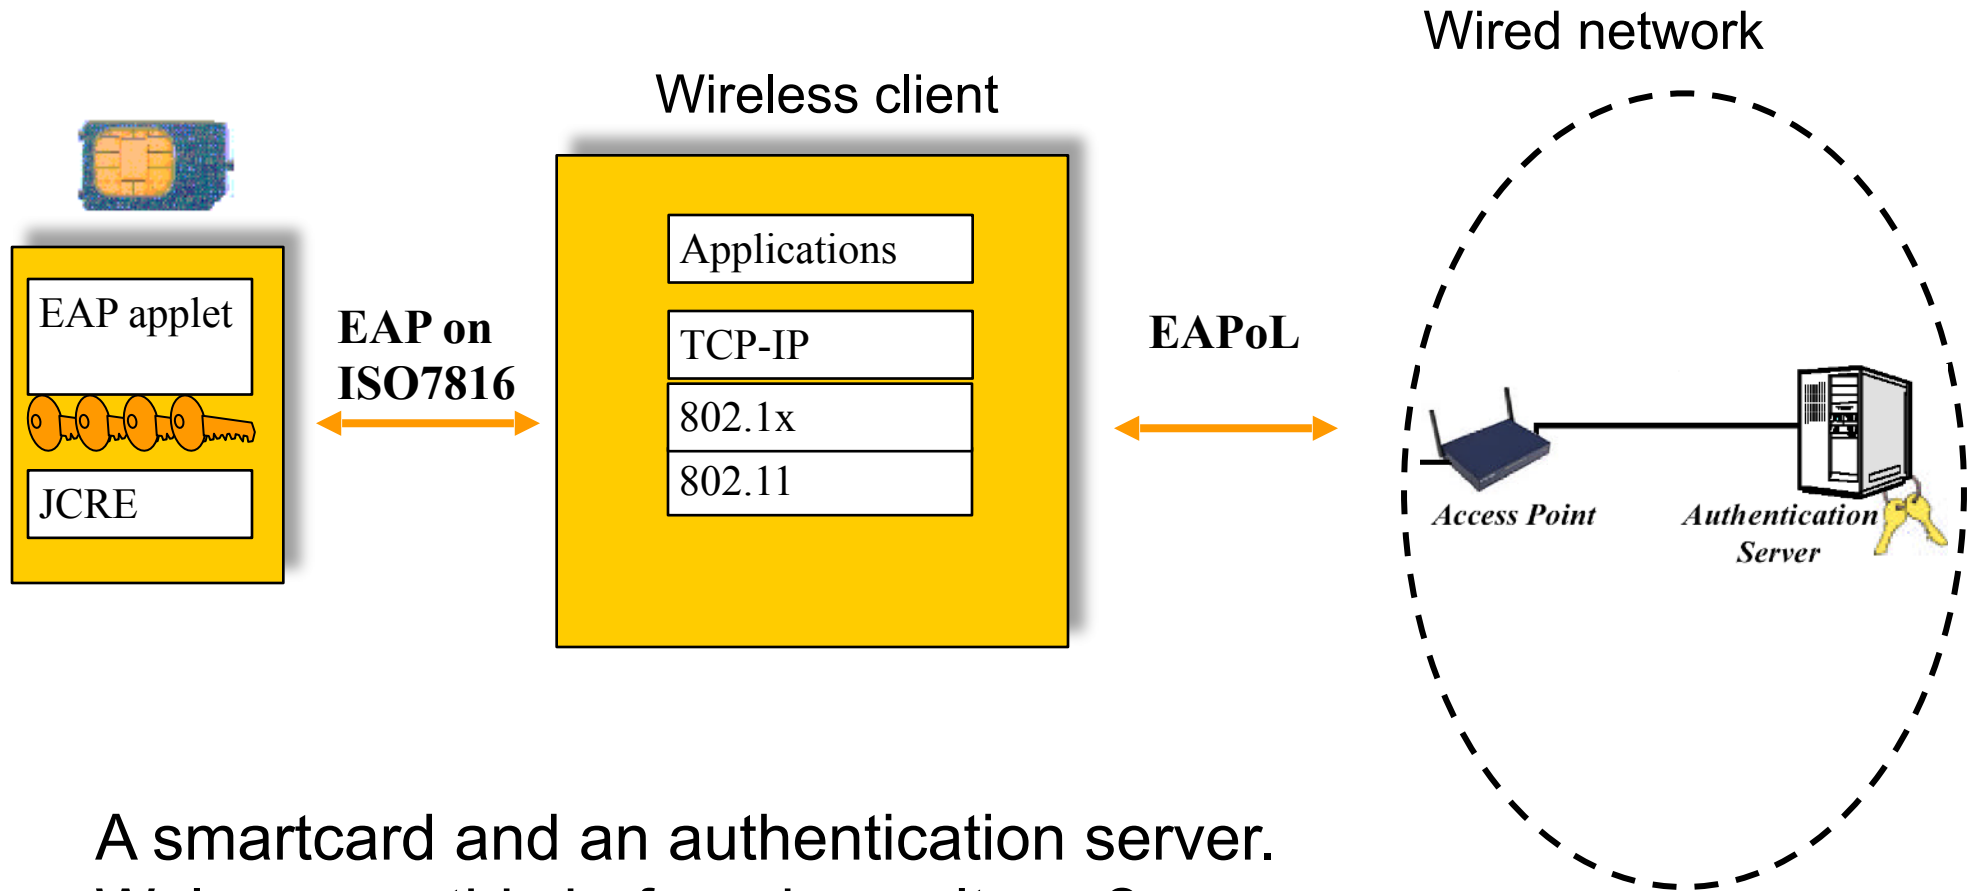 Wired network
Wireless client
Applications
EAP applet
EAP on
ISO7816
TCP-IP
EAPoL
802.1x
802.11
JCRE
Access Point
Authentication
Server
A smartcard and an authentication server.